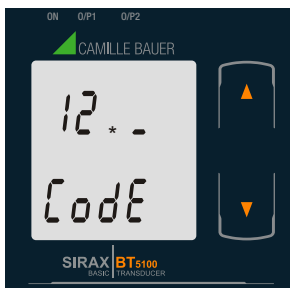 ON O/P1 O/P2
CAMILLE BAUER
12*_
CodE
SIRAX BT5100
BASIC TRANSDUCER